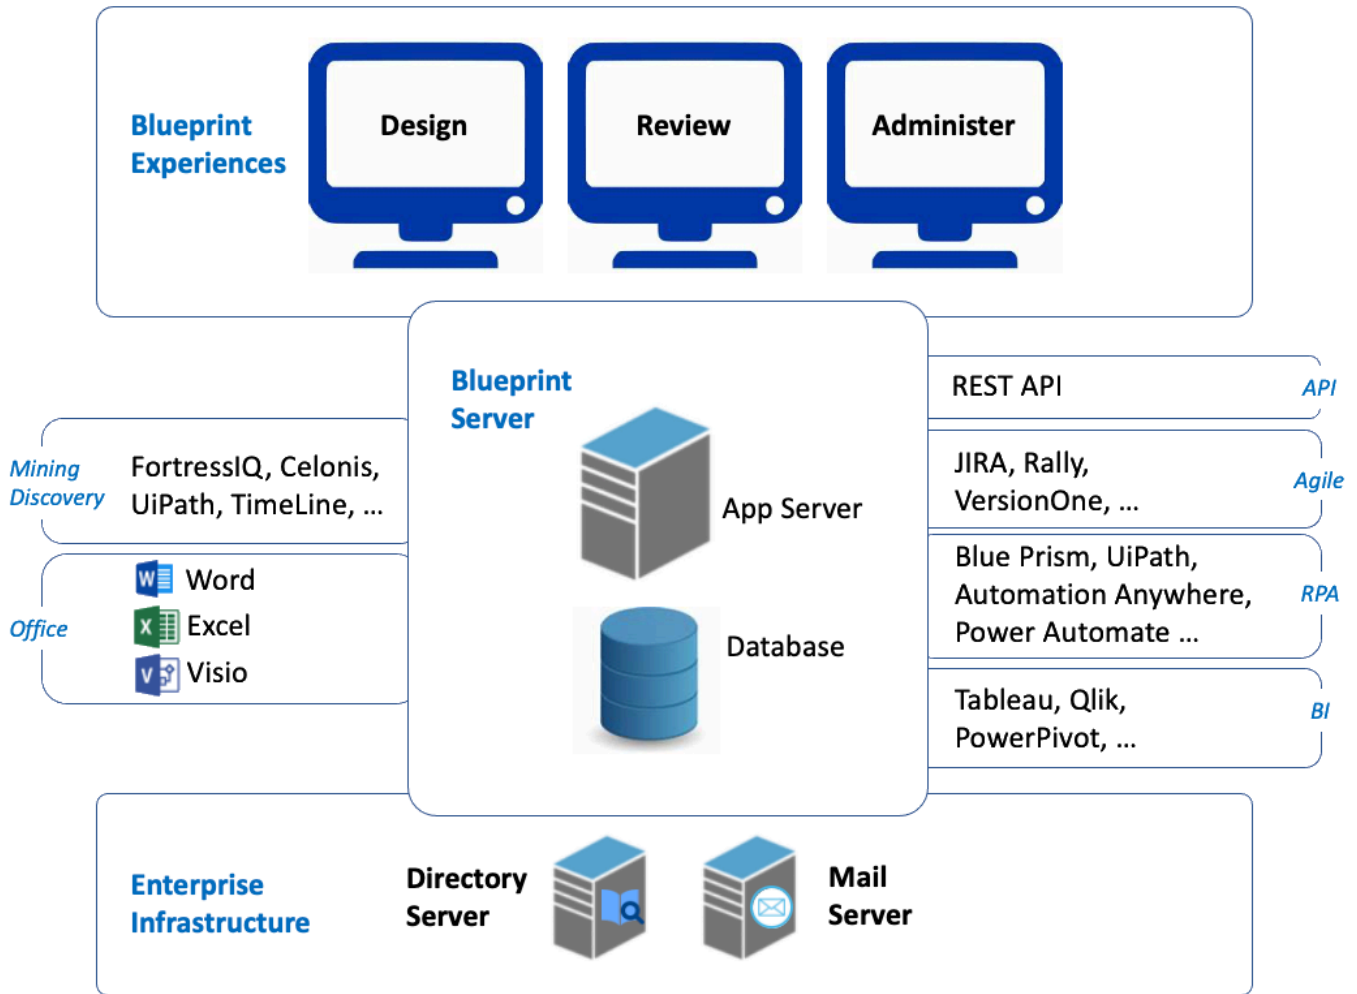 Blueprint
Experiences
Design
Review
Administer
Blueprint
Server
App Server
Database
Mining
Discovery
FortressIQ, Celonis,
UiPath, TimeLine, ...
Office
W Word
X Excel
V Visio
REST API
API
JIRA, Rally,
VersionOne, ...
Agile
Blue Prism, UiPath,
Automation Anywhere,
Power Automate ...
RPA
Tableau, Qlik,
PowerPivot, ...
BI
Enterprise
Infrastructure
Directory
Server
Mail
Server